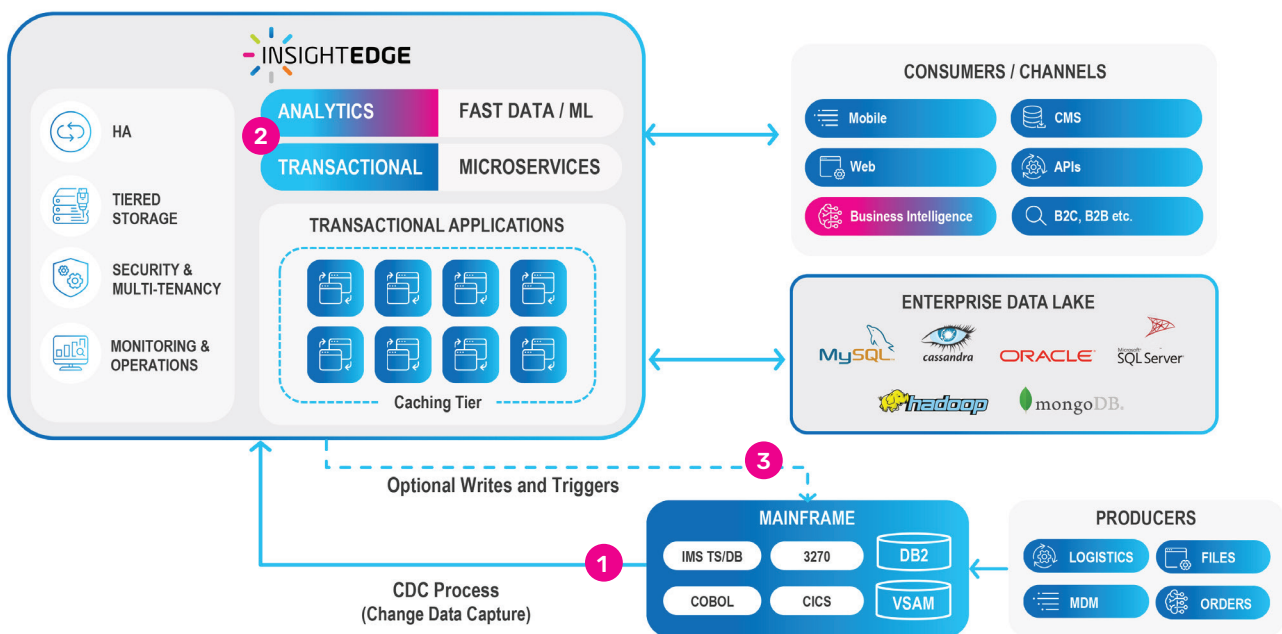 INSIGHTEDGE
HA
TIERED
STORAGE
SECURITY &
MULTI-TENANCY
MONITORING &
OPERATIONS
2
ANALYTICS
FAST DATA / ML
TRANSACTIONAL
MICROSERVICES
TRANSACTIONAL APPLICATIONS
Caching Tier
CONSUMERS / CHANNELS
Mobile
CMS
Web
APIs
Business Intelligence
B2C, B2B etc.
ENTERPRISE DATA LAKE
MySQL
cassandra
ORACLE
Microsoft
SQL Server
hadoop
mongoDB.
3
Optional Writes and Triggers
1
CDC Process
(Change Data Capture)
MAINFRAME
IMS TS/DB
3270
DB2
COBOL
CICS
VSAM
PRODUCERS
LOGISTICS
FILES
MDM
ORDERS